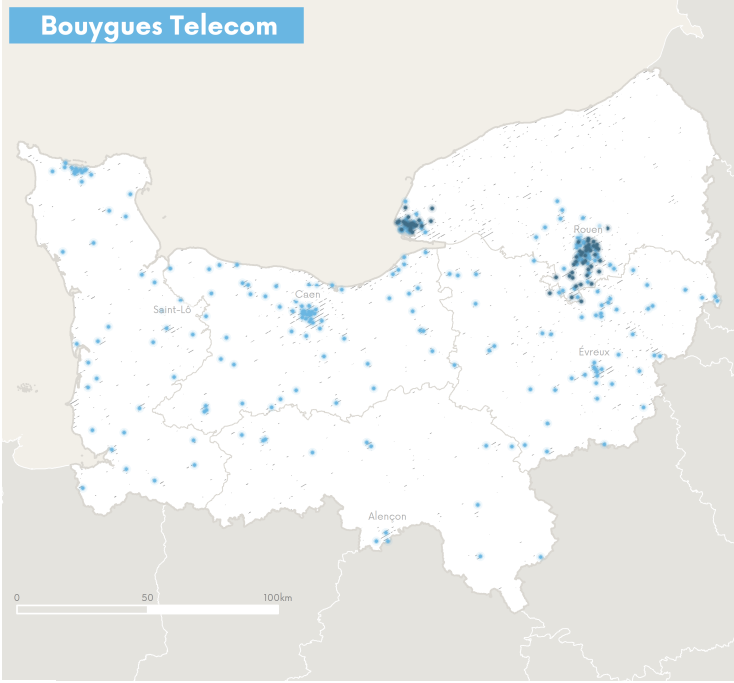 Bouygues Telecom
Rouen
Caen
Saint-Lô
Évreux
Alençon
0 50 100km